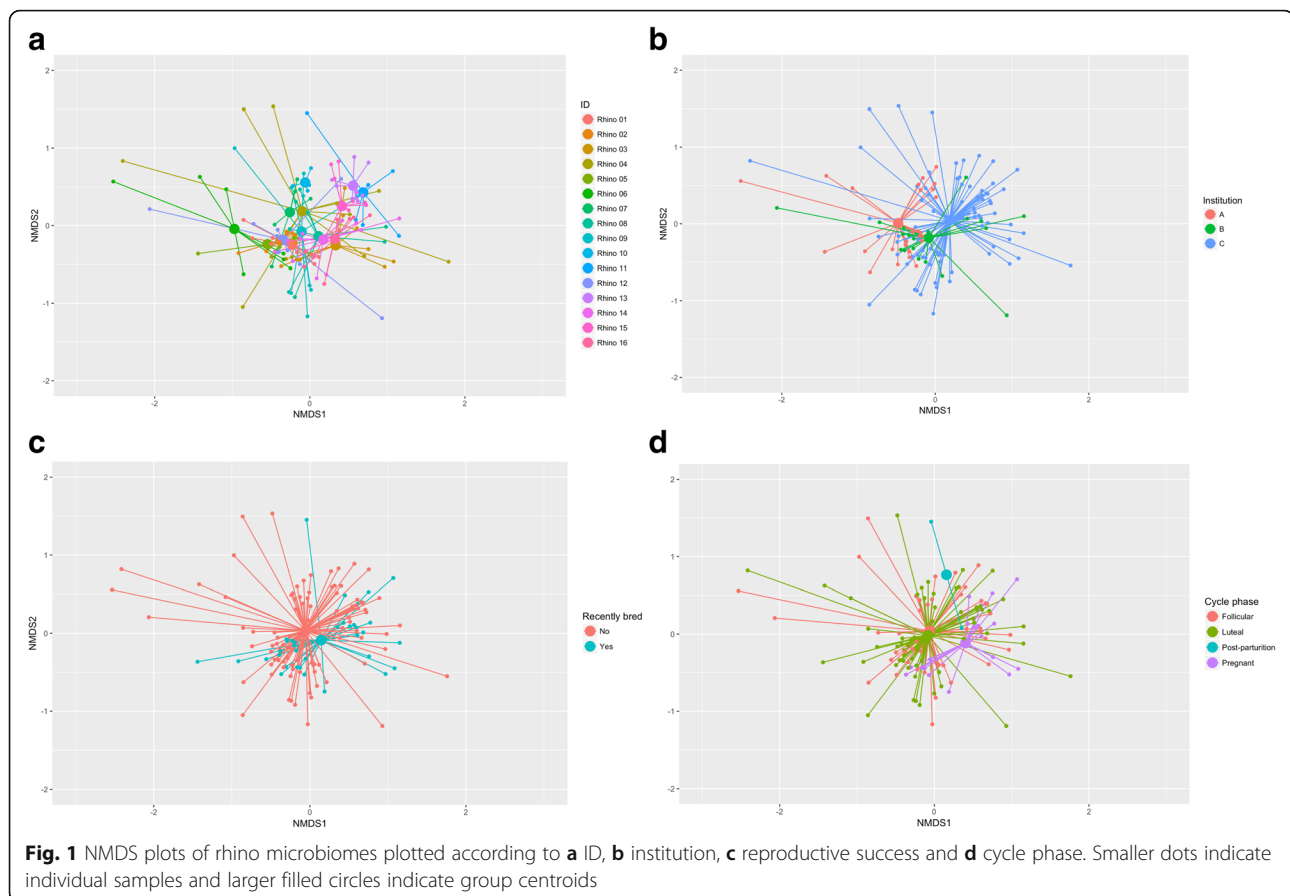 a
2
1
0
-1
-2
-2
0
2
NMDS2
NMDS1
ID
Rhino 01
Rhino 02
Rhino 03
Rhino 04
Rhino 05
Rhino 06
Rhino 07
Rhino 08
Rhino 09
Rhino 10
Rhino 11
Rhino 12
Rhino 13
Rhino 14
Rhino 15
Rhino 16
b
2
1
0
-1
-2
-2
0
2
NMDS2
NMDS1
Institution
A
B
C
c
2
1
0
-1
-2
-2
0
2
NMDS2
NMDS1
Recently bred
No
Yes
d
2
1
0
-1
-2
-2
0
2
NMDS2
NMDS1
Cycle phase
Follicular
Luteal
Post-parturition
Pregnant
Fig. 1 NMDS plots of rhino microbiomes plotted according to a ID, b institution, c reproductive success and d cycle phase. Smaller dots indicate
individual samples and larger filled circles indicate group centroids